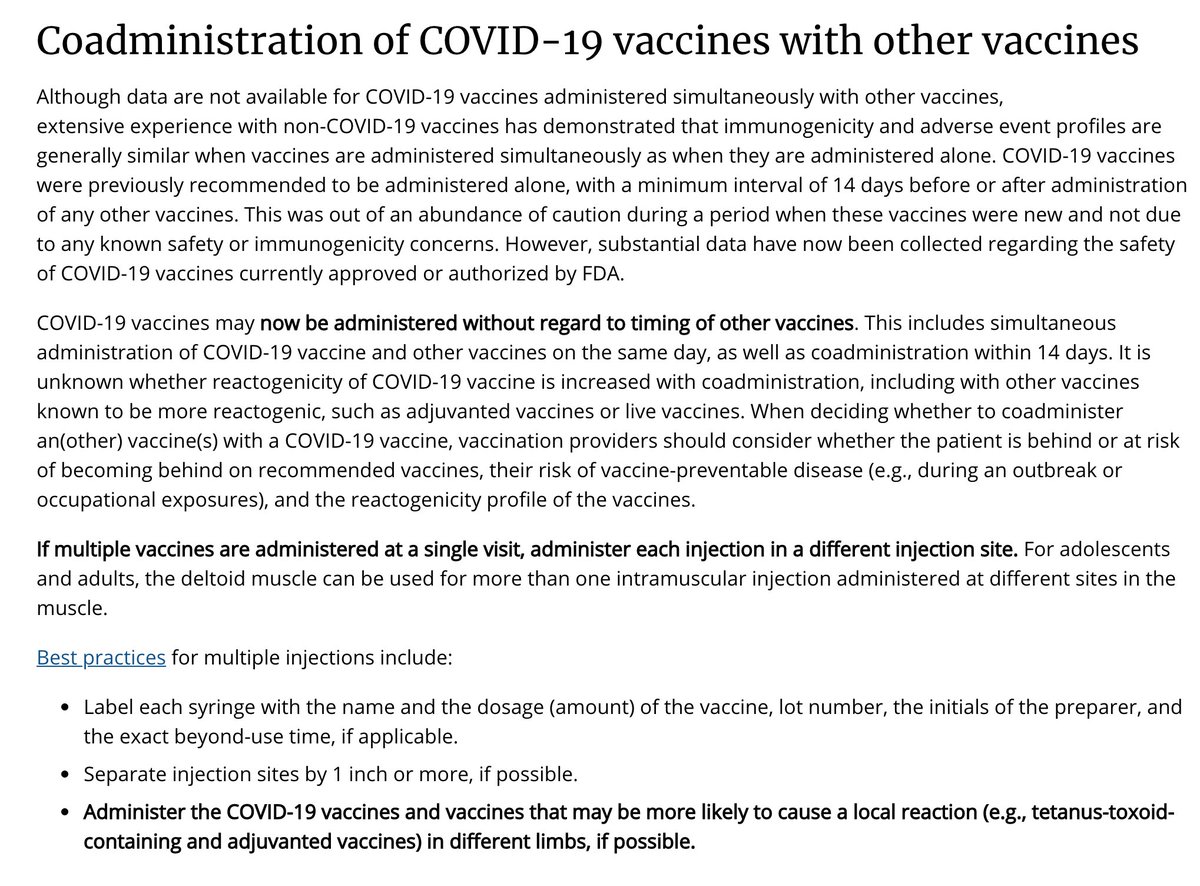 Coadministration of COVID-19 vaccines with other vaccines
Although data are not available for COVID-19 vaccines administered simultaneously with other vaccines,
extensive experience with non-COVID-19 vaccines has demonstrated that immunogenicity and adverse event profiles are
generally similar when vaccines are administered simultaneously as when they are administered alone. COVID-19 vaccines
were previously recommended to be administered alone, with a minimum interval of 14 days before or after administration
of any other vaccines. This was out of an abundance of caution during a period when these vaccines were new and not due
to any known safety or immunogenicity concerns. However, substantial data have now been collected regarding the safety
of COVID-19 vaccines currently approved or authorized by FDA.
COVID-19 vaccines may now be administered without regard to timing of other vaccines. This includes simultaneous
administration of COVID-19 vaccine and other vaccines on the same day, as well as coadministration within 14 days. It is
unknown whether reactogenicity of COVID-19 vaccine is increased with coadministration, including with other vaccines
known to be more reactogenic, such as adjuvanted vaccines or live vaccines. When deciding whether to coadminister
an(other) vaccine(s) with a COVID-19 vaccine, vaccination providers should consider whether the patient is behind or at risk
of becoming behind on recommended vaccines, their risk of vaccine-preventable disease (e.g., during an outbreak or
occupational exposures), and the reactogenicity profile of the vaccines.
If multiple vaccines are administered at a single visit, administer each injection in a different injection site. For adolescents
and adults, the deltoid muscle can be used for more than one intramuscular injection administered at different sites in the
muscle.
Best practices for multiple injections include:
• Label each syringe with the name and the dosage (amount) of the vaccine, lot number, the initials of the preparer, and
the exact beyond-use time, if applicable.
• Separate injection sites by 1 inch or more, if possible.
• Administer the COVID-19 vaccines and vaccines that may be more likely to cause a local reaction (e.g., tetanus-toxoid-
containing and adjuvanted vaccines) in different limbs, if possible.